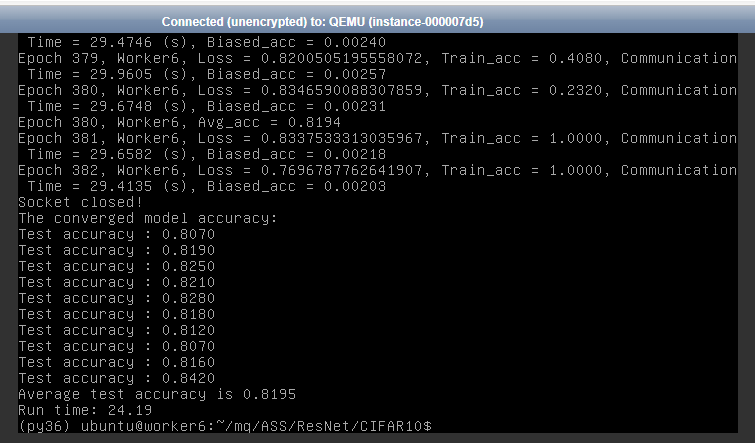 Connected (unencrypted) to: QEMU (instance-000007d5)
Time = 29.4746 (s), Biased_acc = 0.00240
Epoch 379, Worker6, Loss = 0.8200505195558072, Train_acc = 0.4080, Communication
Time = 29.9605 (s), Biased_acc = 0.00257
Epoch 380, Worker6, Loss = 0.8346590088307859, Train_acc = 0.2320, Communication
Time = 29.6748 (s), Biased_acc = 0.00231
Epoch 380, Worker6, Avg_acc = 0.8194
Epoch 381, Worker6, Loss = 0.8337533313035967, Train_acc = 1.0000, Communication
Time = 29.6582 (s), Biased_acc = 0.00218
Epoch 382, Worker6, Loss = 0.7696787762641907, Train_acc = 1.0000, Communication
Time = 29.4135 (s), Biased_acc = 0.00203
Socket closed!
The converged model accuracy:
Test accuracy : 0.8070
Test accuracy : 0.8190
Test accuracy : 0.8250
Test accuracy : 0.8210
Test accuracy : 0.8280
Test accuracy : 0.8180
Test accuracy : 0.8120
Test accuracy : 0.8070
Test accuracy : 0.8160
Test accuracy : 0.8420
Average test accuracy is 0.8195
Run time: 24.19
(py36) ubuntu@worker6:~/mq/ASS/ResNet/CIFAR10$